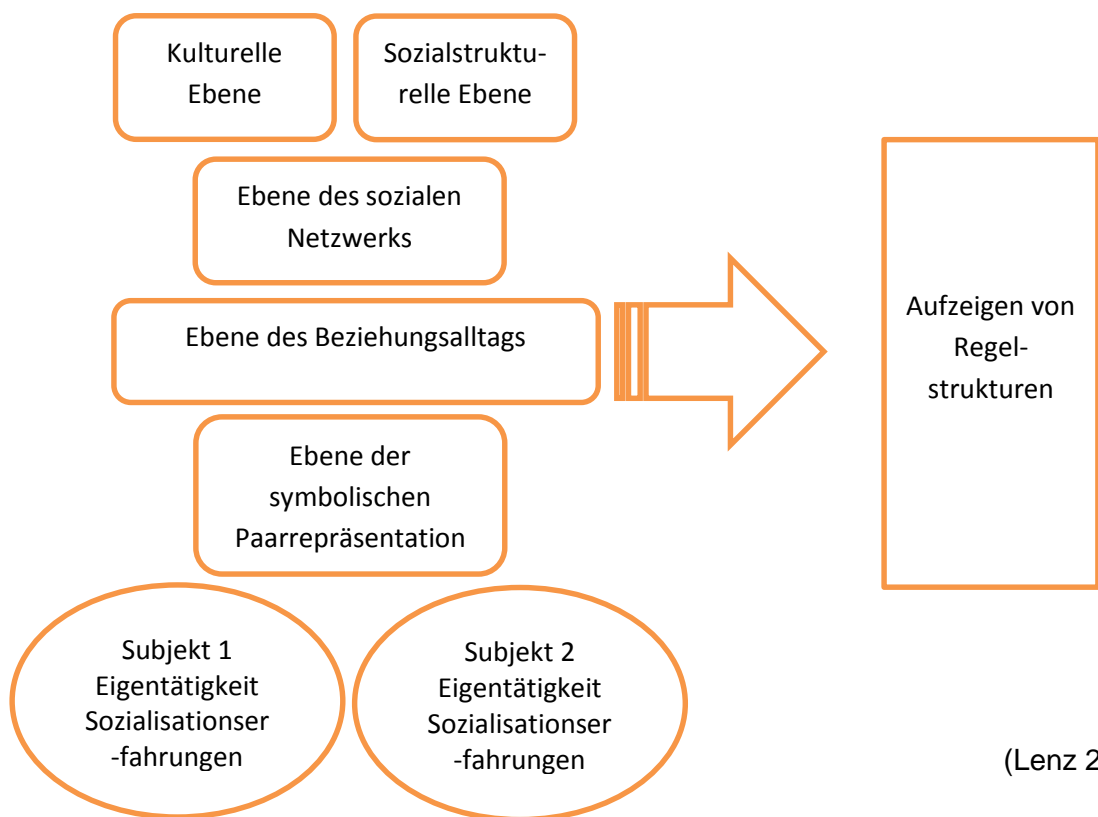 Kulturelle
Ebene
Sozialstruktu-
relle Ebene
Ebene des sozialen
Netzwerks
Ebene des Beziehungsalltags
Ebene der
symbolischen
Paarrepräsentation
Subjekt 1
Eigentätigkeit
Sozialisationser
-fahrungen
Subjekt 2
Eigentätigkeit
Sozialisationser
-fahrungen
Aufzeigen von
Regel-
strukturen
(Lenz 2